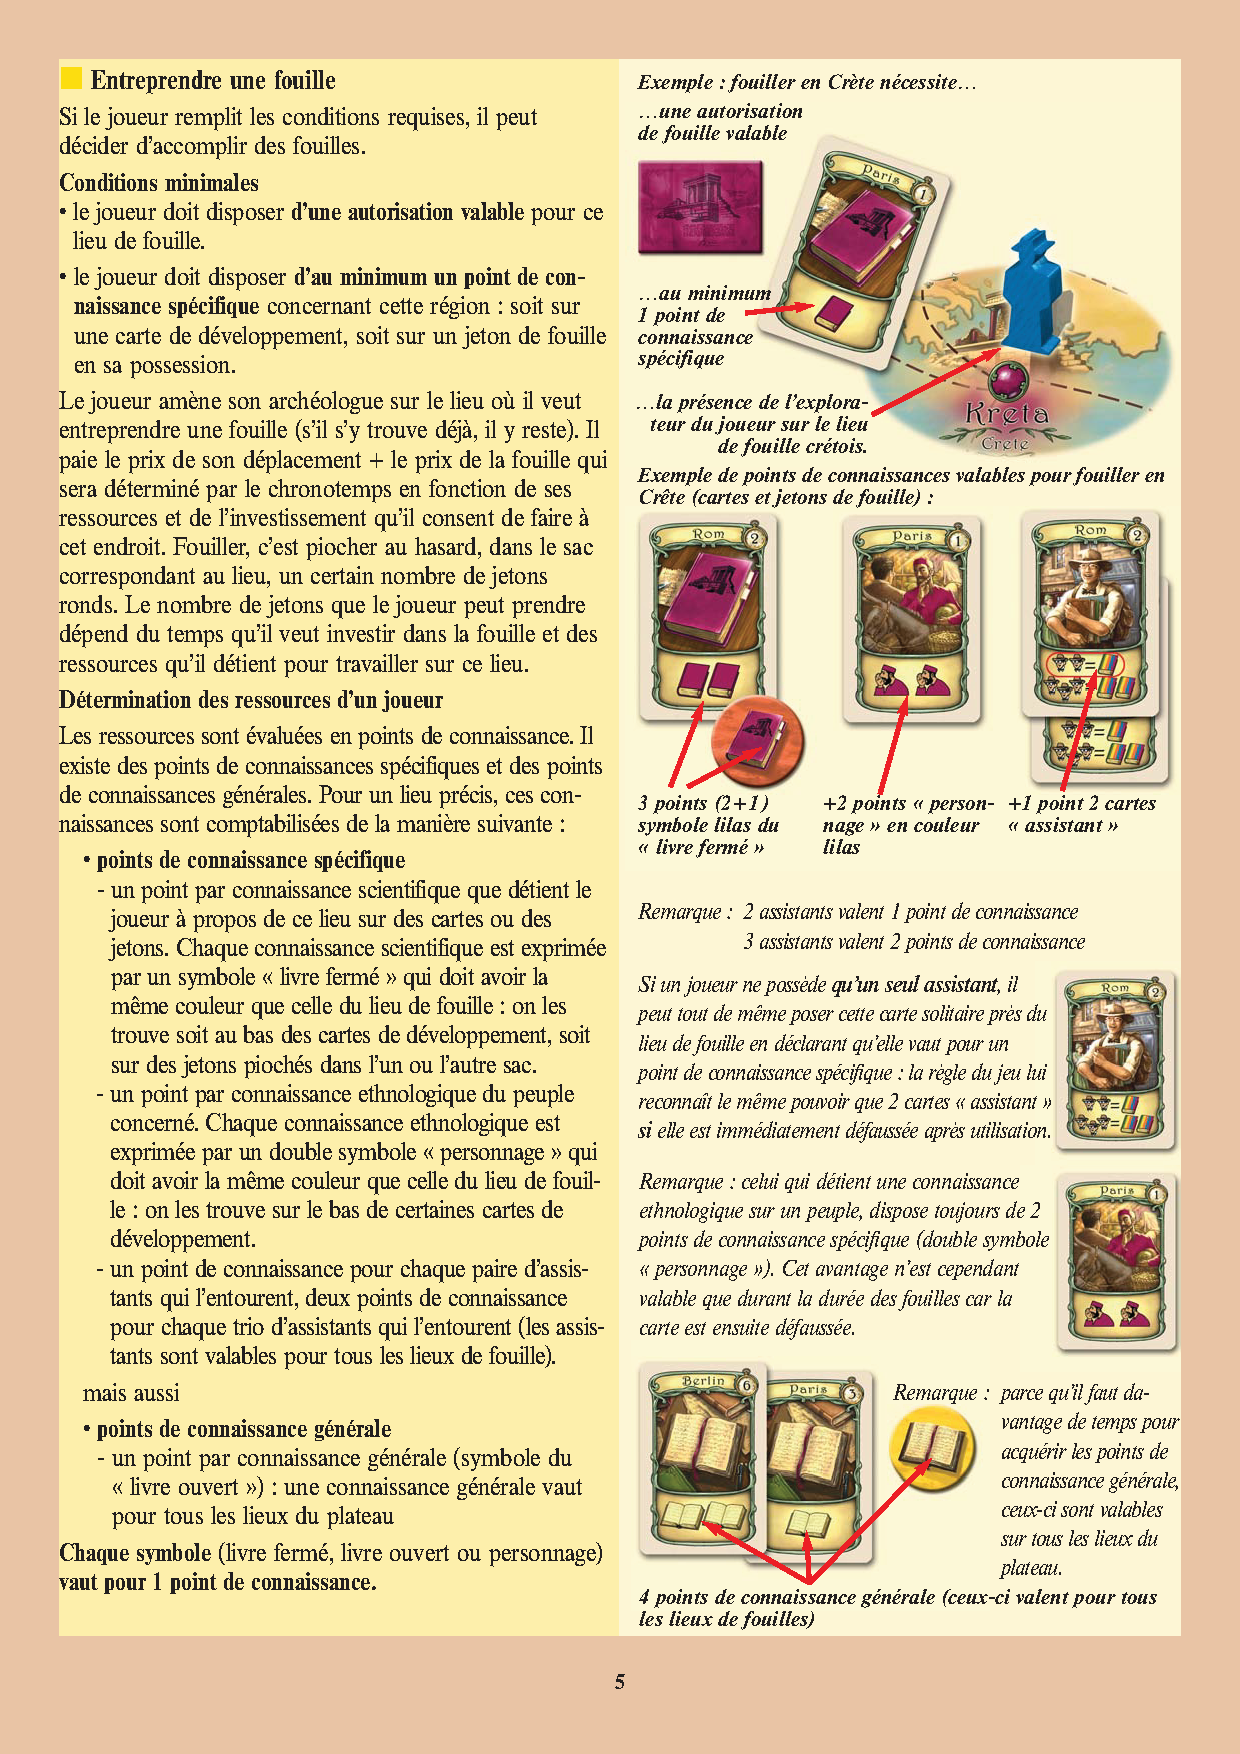 Entreprendre une fouille
Si le joueur remplit les conditions requises, il peut
décider d’accomplir des fouilles.
Conditions minimales
• le joueur doit disposer d’une autorisation valable pour ce
lieu de fouille.
• le joueur doit disposer d’au minimum un point de con-
naissance spécifique concernant cette région : soit sur
une carte de développement, soit sur un jeton de fouille
en sa possession.
Le joueur amène son archéologue sur le lieu où il veut
entreprendre une fouille (s’il s’y trouve déjà, il y reste). Il
paie le prix de son déplacement + le prix de la fouille qui
sera déterminé par le chronotemps en fonction de ses
ressources et de l’investissement qu’il consent de faire à
cet endroit. Fouiller, c’est piocher au hasard, dans le sac
correspondant au lieu, un certain nombre de jetons
ronds. Le nombre de jetons que le joueur peut prendre
dépend du temps qu’il veut investir dans la fouille et des
ressources qu’il détient pour travailler sur ce lieu.
Détermination des ressources d’un joueur
Les ressources sont évaluées en points de connaissance. Il
existe des points de connaissances spécifiques et des points
de connaissances générales. Pour un lieu précis, ces con-
naissances sont comptabilisées de la manière suivante :
• points de connaissance spécifique
- un point par connaissance scientifique que détient le
joueur à propos de ce lieu sur des cartes ou des
jetons. Chaque connaissance scientifique est exprimée
par un symbole « livre fermé » qui doit avoir la
même couleur que celle du lieu de fouille : on les
trouve soit au bas des cartes de développement, soit
sur des jetons piochés dans l’un ou l’autre sac.
- un point par connaissance ethnologique du peuple
concerné. Chaque connaissance ethnologique est
exprimée par un double symbole « personnage » qui
doit avoir la même couleur que celle du lieu de fouil-
le : on les trouve sur le bas de certaines cartes de
développement.
- un point de connaissance pour chaque paire d’assis-
tants qui l’entourent, deux points de connaissance
pour chaque trio d’assistants qui l’entourent (les assis-
tants sont valables pour tous les lieux de fouille).
mais aussi
• points de connaissance générale
- un point par connaissance générale (symbole du
« livre ouvert ») : une connaissance générale vaut
pour tous les lieux du plateau
Chaque symbole (livre fermé, livre ouvert ou personnage)
vaut pour 1 point de connaissance.
Exemple : fouiller en Crète nécessite…
…une autorisation
de fouille valable
Paris 1
…au minimum
1 point de
connaissance
spécifique
…la présence de l’explora-
teur du joueur sur le lieu
de fouille crétois.
Kreta
Crete
Exemple de points de connaissances valables pour fouiller en
Crête (cartes et jetons de fouille) :
Rom 2
Paris 1
Rom 2
=
=
=
=
3 points (2+1)
symbole lilas du
« livre fermé »
+2 points « person-
nage » en couleur
lilas
+1 point 2 cartes
« assistant »
Remarque : 2 assistants valent 1 point de connaissance
3 assistants valent 2 points de connaissance
Si un joueur ne possède qu’un seul assistant, il
peut tout de même poser cette carte solitaire près du
lieu de fouille en déclarant qu’elle vaut pour un
point de connaissance spécifique : la règle du jeu lui
reconnaît le même pouvoir que 2 cartes « assistant »
si elle est immédiatement défaussée après utilisation.
Rom 2
=
=
Remarque : celui qui détient une connaissance
ethnologique sur un peuple, dispose toujours de 2
points de connaissance spécifique (double symbole
« personnage »). Cet avantage n’est cependant
valable que durant la durée des fouilles car la
carte est ensuite défaussée.
Paris 1
Berlin 6
Paris 3
Remarque : parce qu’il faut da-
vantage de temps pour
acquérir les points de
connaissance générale,
ceux-ci sont valables
sur tous les lieux du
plateau.
4 points de connaissance générale (ceux-ci valent pour tous
les lieux de fouilles)
5